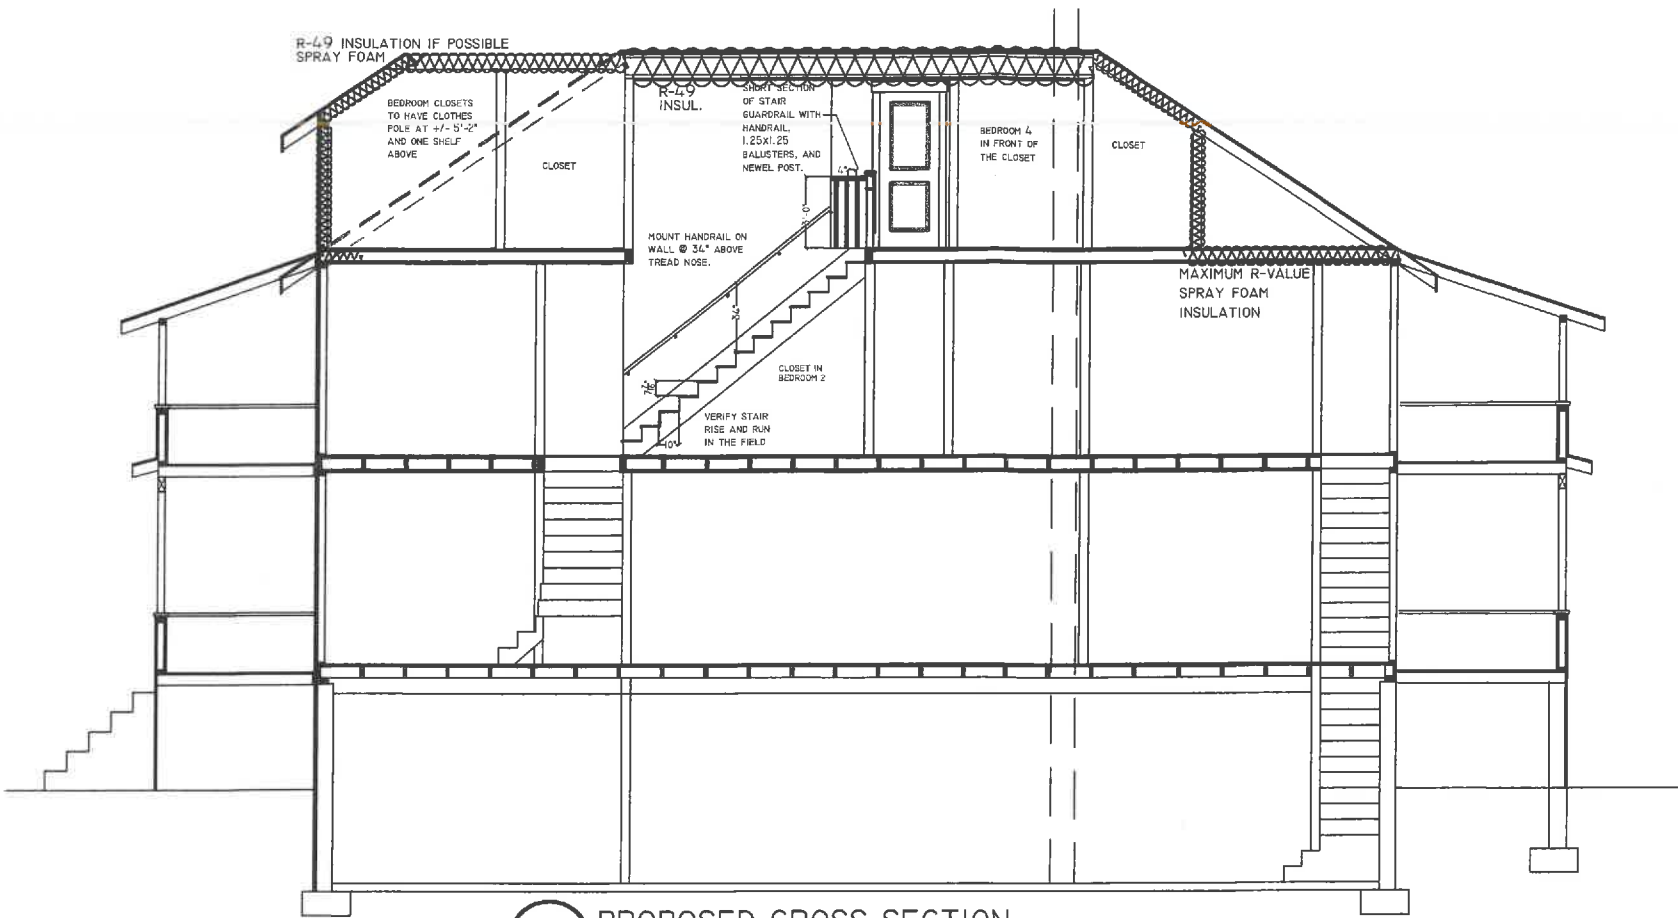 R-49 INSULATION IF POSSIBLE
SPRAY FOAM
BEDROOM CLOSETS
TO HAVE CLOTHES
POLE AT +/- 5'-2"
AND ONE SHELF
ABOVE
CLOSET
R-49
INSUL.
SHORT SECTION
OF STAIR
GUARDRAIL WITH
HANDRAIL,
1.25x1.25
BALUSTERS, AND
NEWEL POST.
4"
BEDROOM 4
IN FRONT OF
THE CLOSET
CLOSET
MOUNT HANDRAIL ON
WALL @ 34" ABOVE
TREAD NOSE.
34"
MAXIMUM R-VALUE
SPRAY FOAM
INSULATION
CLOSET IN
BEDROOM 2
VERIFY STAIR
RISE AND RUN
IN THE FIELD
10"
PROPOSED CROSS SECTION